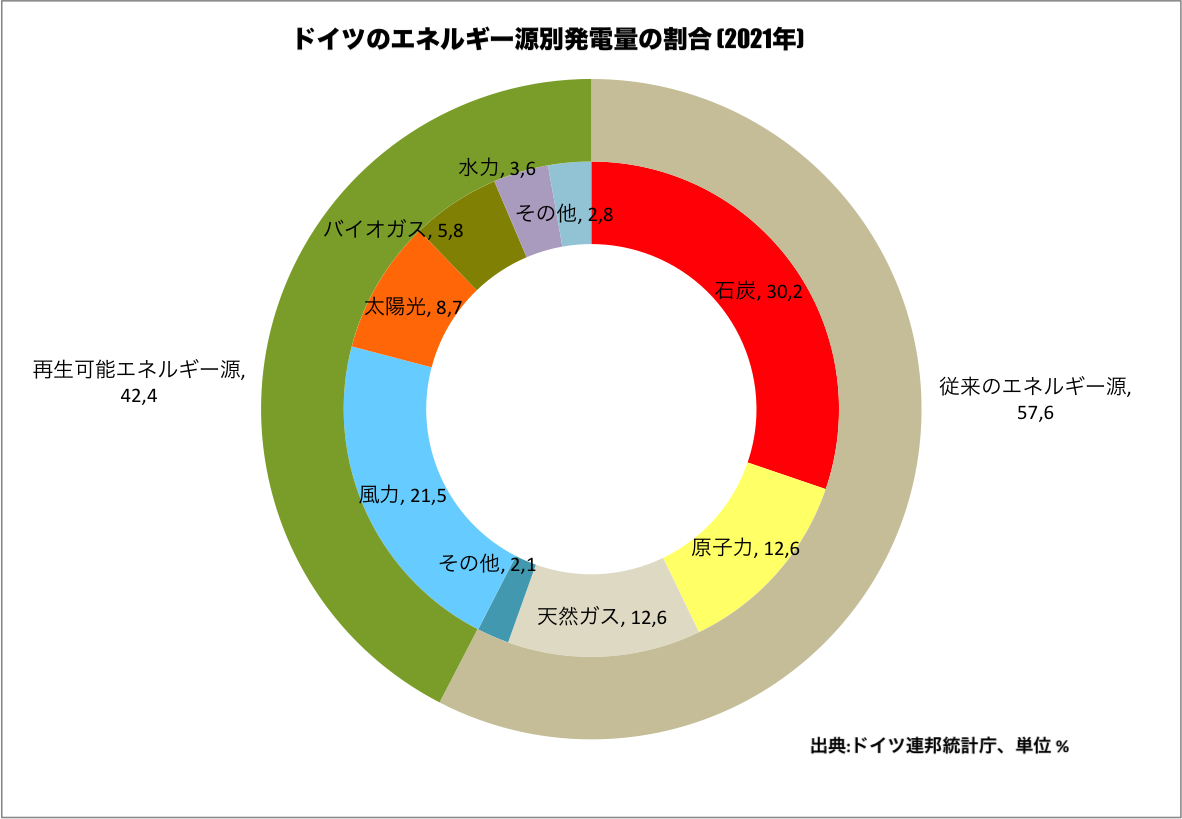 ドイツのエネルギー源別発電量の割合 (2021年)
水力, 3,6
その他, 2,8
バイオガス, 5,8
石炭, 30,2
太陽光, 8,7
再生可能エネルギー源,
42,4
従来のエネルギー源,
57,6
風力, 21,5
原子力, 12,6
その他, 2,1
天然ガス, 12,6
出典:ドイツ連邦統計庁、単位 %